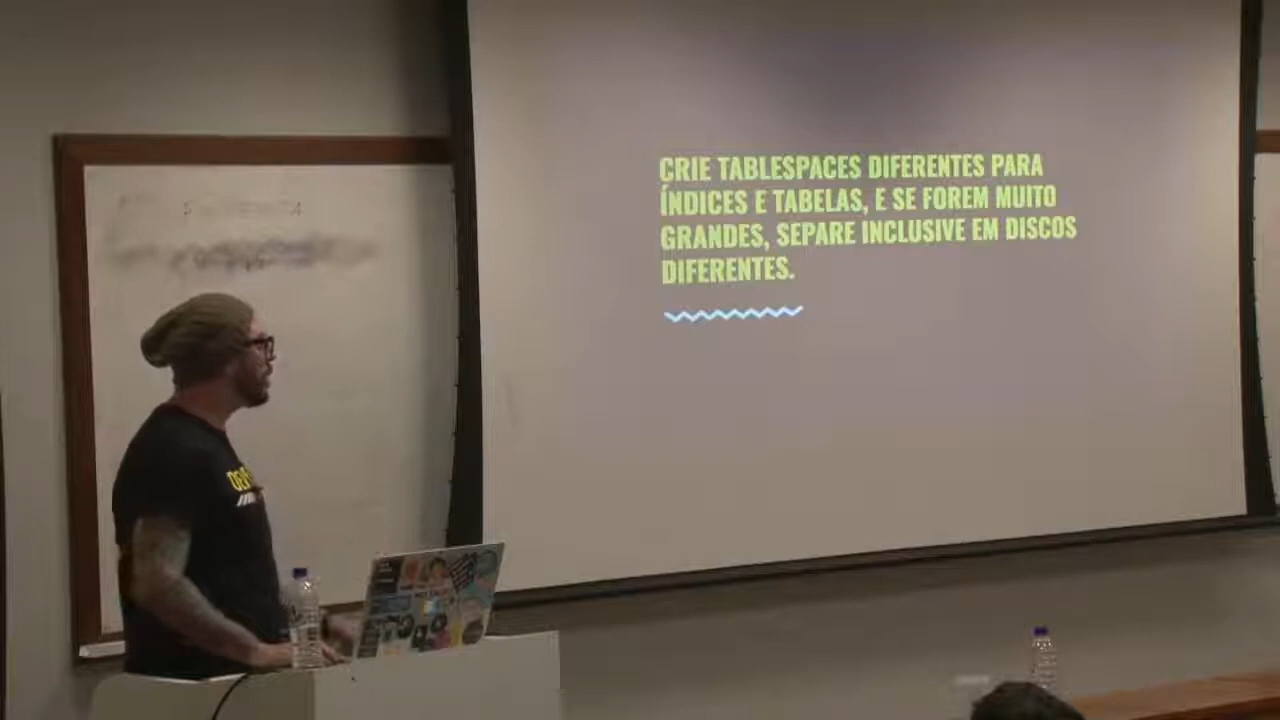 CRIE TABLESPACES DIFERENTES PARA
ÍNDICES E TABELAS, E SE FOREM MUITO
GRANDES, SEPARE INCLUSIVE EM DISCOS
DIFERENTES.